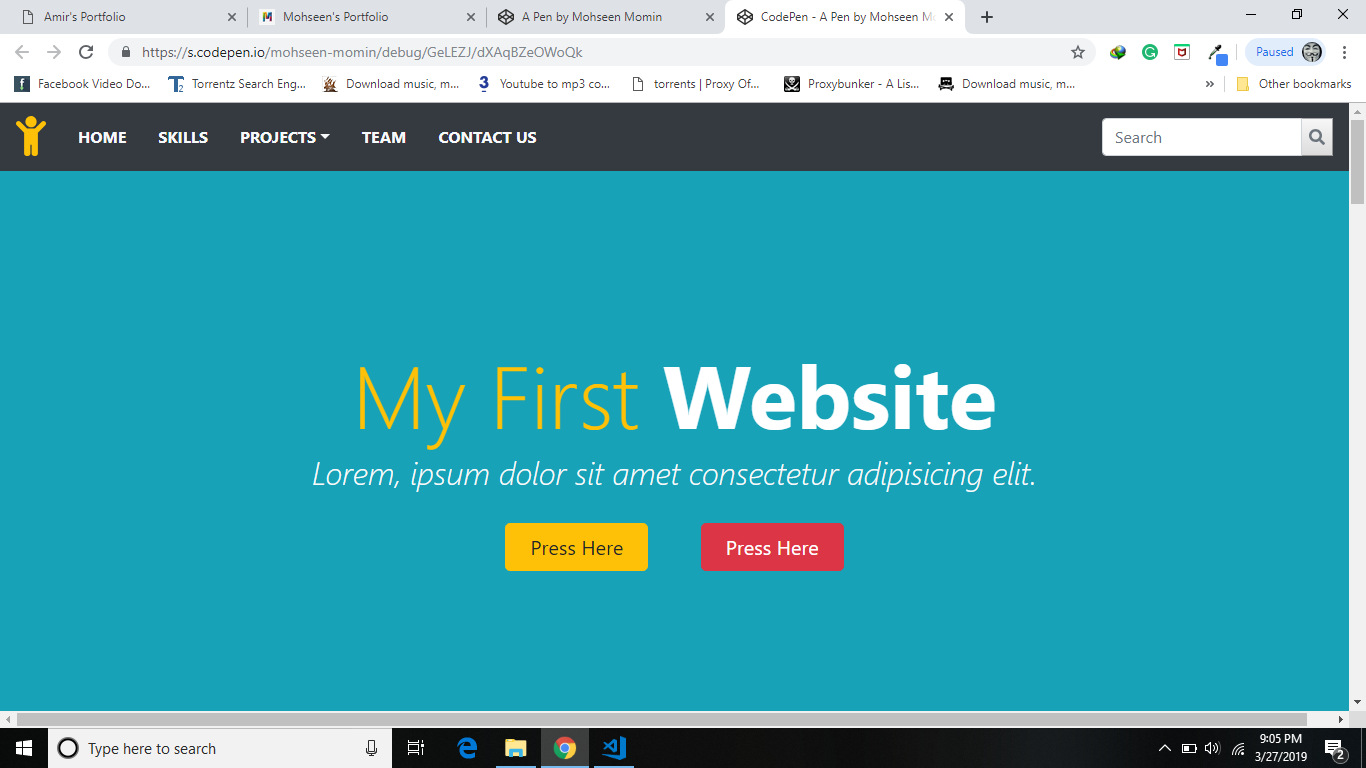 Amir's Portfolio
Mohseen's Portfolio
A Pen by Mohseen Momin
CodePen - A Pen by Mohseen Mo
https://s.codepen.io/mohseen-momin/debug/GeLEZJ/dXAqBZeOWoQk
Paused
Facebook Video Do...
Torrentz Search Eng...
Download music, m...
Youtube to mp3 co...
torrents | Proxy Of...
Proxybunker - A Lis...
Download music, m...
»
Other bookmarks
HOME
SKILLS
PROJECTS
TEAM
CONTACT US
Search
My First Website
Lorem, ipsum dolor sit amet consectetur adipisicing elit.
Press Here
Press Here
Type here to search
9:05 PM
3/27/2019
2